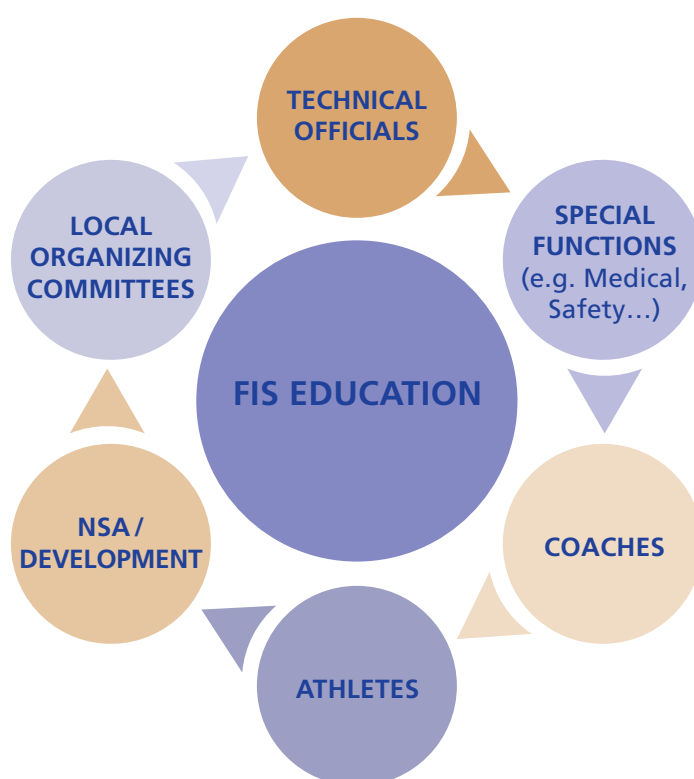 TECHNICAL
OFFICIALS
SPECIAL
FUNCTIONS
(e.g. Medical,
Safety…)
COACHES
ATHLETES
NSA / 
DEVELOPMENT
LOCAL
ORGANIZING
COMMITTEES
FIS EDUCATION